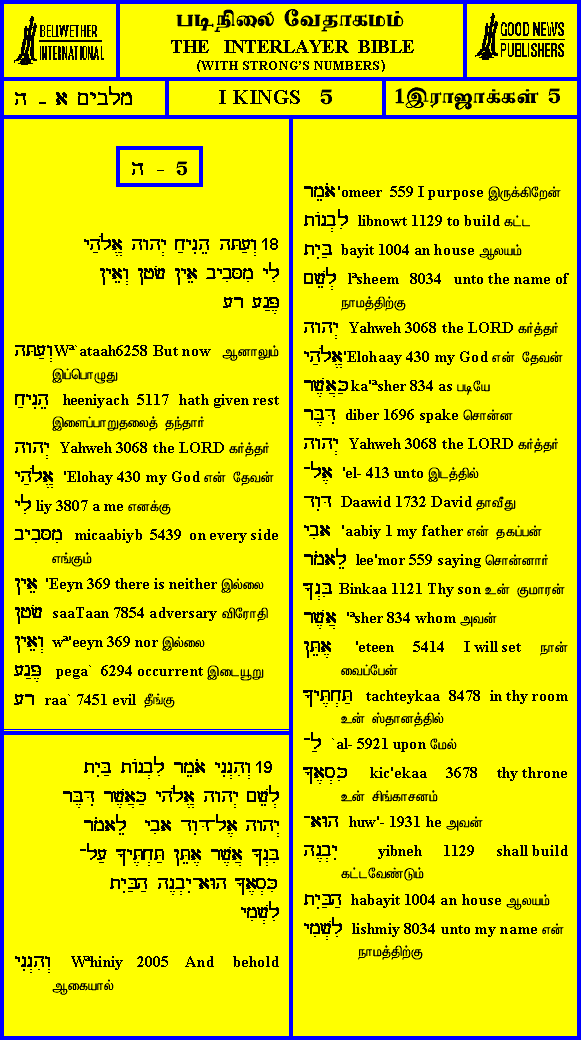 BELLWETHER
INTERNATIONAL
படிநிலை வேதாகமம்
THE INTERLAYER BIBLE
(WITH STRONG'S NUMBERS)
GOOD NEWS
PUBLISHERS
מלבים א - ה
I KINGS 5
1இராஜாக்கள் 5
ה - 5
18 וְעַתָּה הֵנִיחַ יְהוָה אֱלֹהַי
לִי מִסָּבִיב אֵין שָׂטָן וְאֵין
פֶּגַע רָע
וְעַתָּה Wª`ataah6258 But now ஆனாலும்
இப்பொழுது
הֵנִיחַ heeniyach 5117 hath given rest
இளைப்பாறுதலைத் தந்தார்
יְהוָה Yahweh 3068 the LORD கர்த்தர்
אֱלֹהַי 'Elohay 430 my God என் தேவன்
לִי liy 3807 a me எனக்கு
מִסָּבִיב micaabiyb 5439 on every side
எங்கும்
אֵין 'Eeyn 369 there is neither இல்லை
שָׂטָן saaTaan 7854 adversary விரோதி
וְאֵין wª'eeyn 369 nor இல்லை
פֶּגַע pega` 6294 occurrent இடையூறு
רָע raa` 7451 evil தீங்கு
19 וְהִנְנִי אֹמֵר לִבְנוֹת בַּיִת
לְשֵׁם יְהוָה אֱלֹהָי כַּאֲשֶׁר דִּבֶּר
יְהוָה אֶל־דָּוִד אָבִי לֵאמֹר
בִּנְךָ אֲשֶׁר אֶתֵּן תַּחְתֶּיךָ עַל־
כִּסְאֶךָ הוּא־יִבְנֶה הַבַּיִת
לִשְׁמִי
וְהִנְנִי Wªhiniy 2005 And behold
ஆகையால்
אֹמֵר 'omeer 559 I purpose இருக்கிறேன்
לִבְנוֹת libnowt 1129 to build கட்ட
בַּיִת bayit 1004 an house ஆலயம்
לְשֵׁם lªsheem 8034 unto the name of
நாமத்திற்கு
יְהוָה Yahweh 3068 the LORD கர்த்தர்
אֱלֹהָי 'Elohaay 430 my God என் தேவன்
כַּאֲשֶׁר ka'ªsher 834 as படியே
דִּבֶּר diber 1696 spake சொன்ன
יְהוָה Yahweh 3068 the LORD கர்த்தர்
אֶל־ 'el- 413 unto இடத்தில்
דָּוִד Daawid 1732 David தாவீது
אָבִי 'aabiy 1 my father என் தகப்பன்
לֵאמֹר lee'mor 559 saying சொன்னார்
בִּנְךָ Binkaa 1121 Thy son உன் குமாரன்
אֲשֶׁר 'ªsher 834 whom அவன்
אֶתֵּן 'eteen 5414 I will set நான்
வைப்பேன்
תַּחְתֶּיךָ tachteykaa 8478 in thy room
உன் ஸ்தானத்தில்
עַל־ `al- 5921 upon மேல்
כִּסְאֶךָ kic'ekaa 3678 thy throne
உன் சிங்காசனம்
הוּא־ huw'- 1931 he அவன்
יִבְנֶה yibneh 1129 shall build
கட்டவேண்டும்
הַבַּיִת habayit 1004 an house ஆலயம்
לִשְׁמִי lishmiy 8034 unto my name என்
நாமத்திற்கு